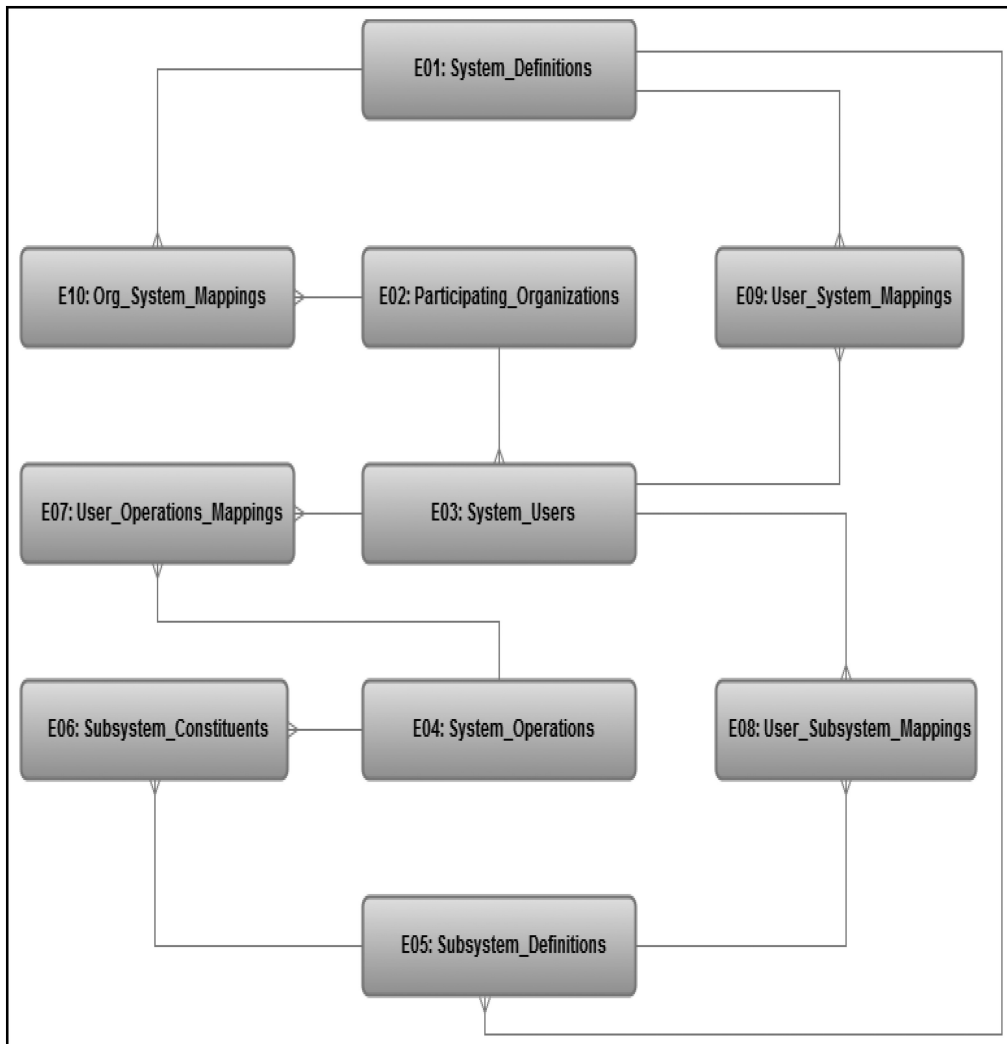 E01: System_Definitions
E10: Org_System_Mappings
E02: Participating_Organizations
E09: User_System_Mappings
E07: User_Operations_Mappings
E03: System_Users
E06: Subsystem_Constituents
E04: System_Operations
E08: User_Subsystem_Mappings
E05: Subsystem_Definitions